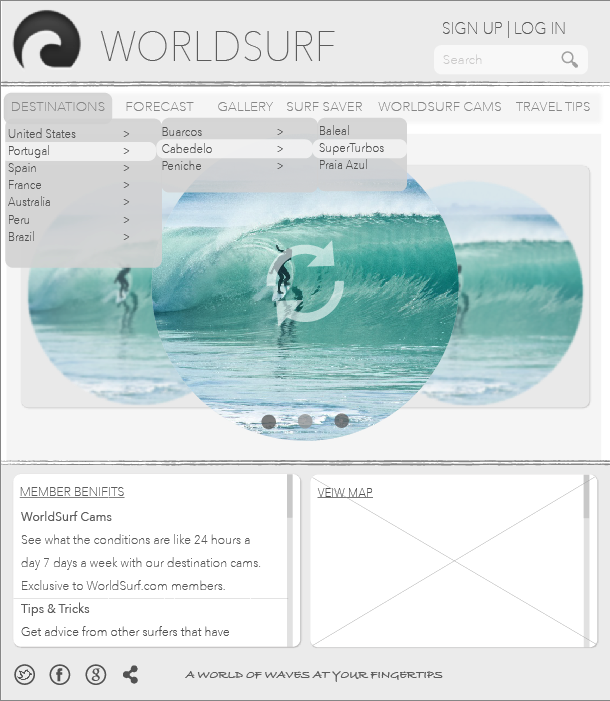 WORLDSURF
SIGN UP | LOG IN
Search
DESTINATIONS FORECAST GALLERY SURF SAVER WORLDSURF CAMS TRAVEL TIPS
United States >
Portugal >
Spain >
France >
Australia >
Peru >
Brazil >
Buarcos >
Cabedelo >
Peniche >
Baleal
SuperTurbos
Praia Azul
MEMBER BENIFITS
WorldSurf Cams
See what the conditions are like 24 hours a
day 7 days a week with our destination cams.
Exclusive to WorldSurf.com members.
Tips & Tricks
Get advice from other surfers that have
VEIW MAP
A WORLD OF WAVES AT YOUR FINGERTIPS